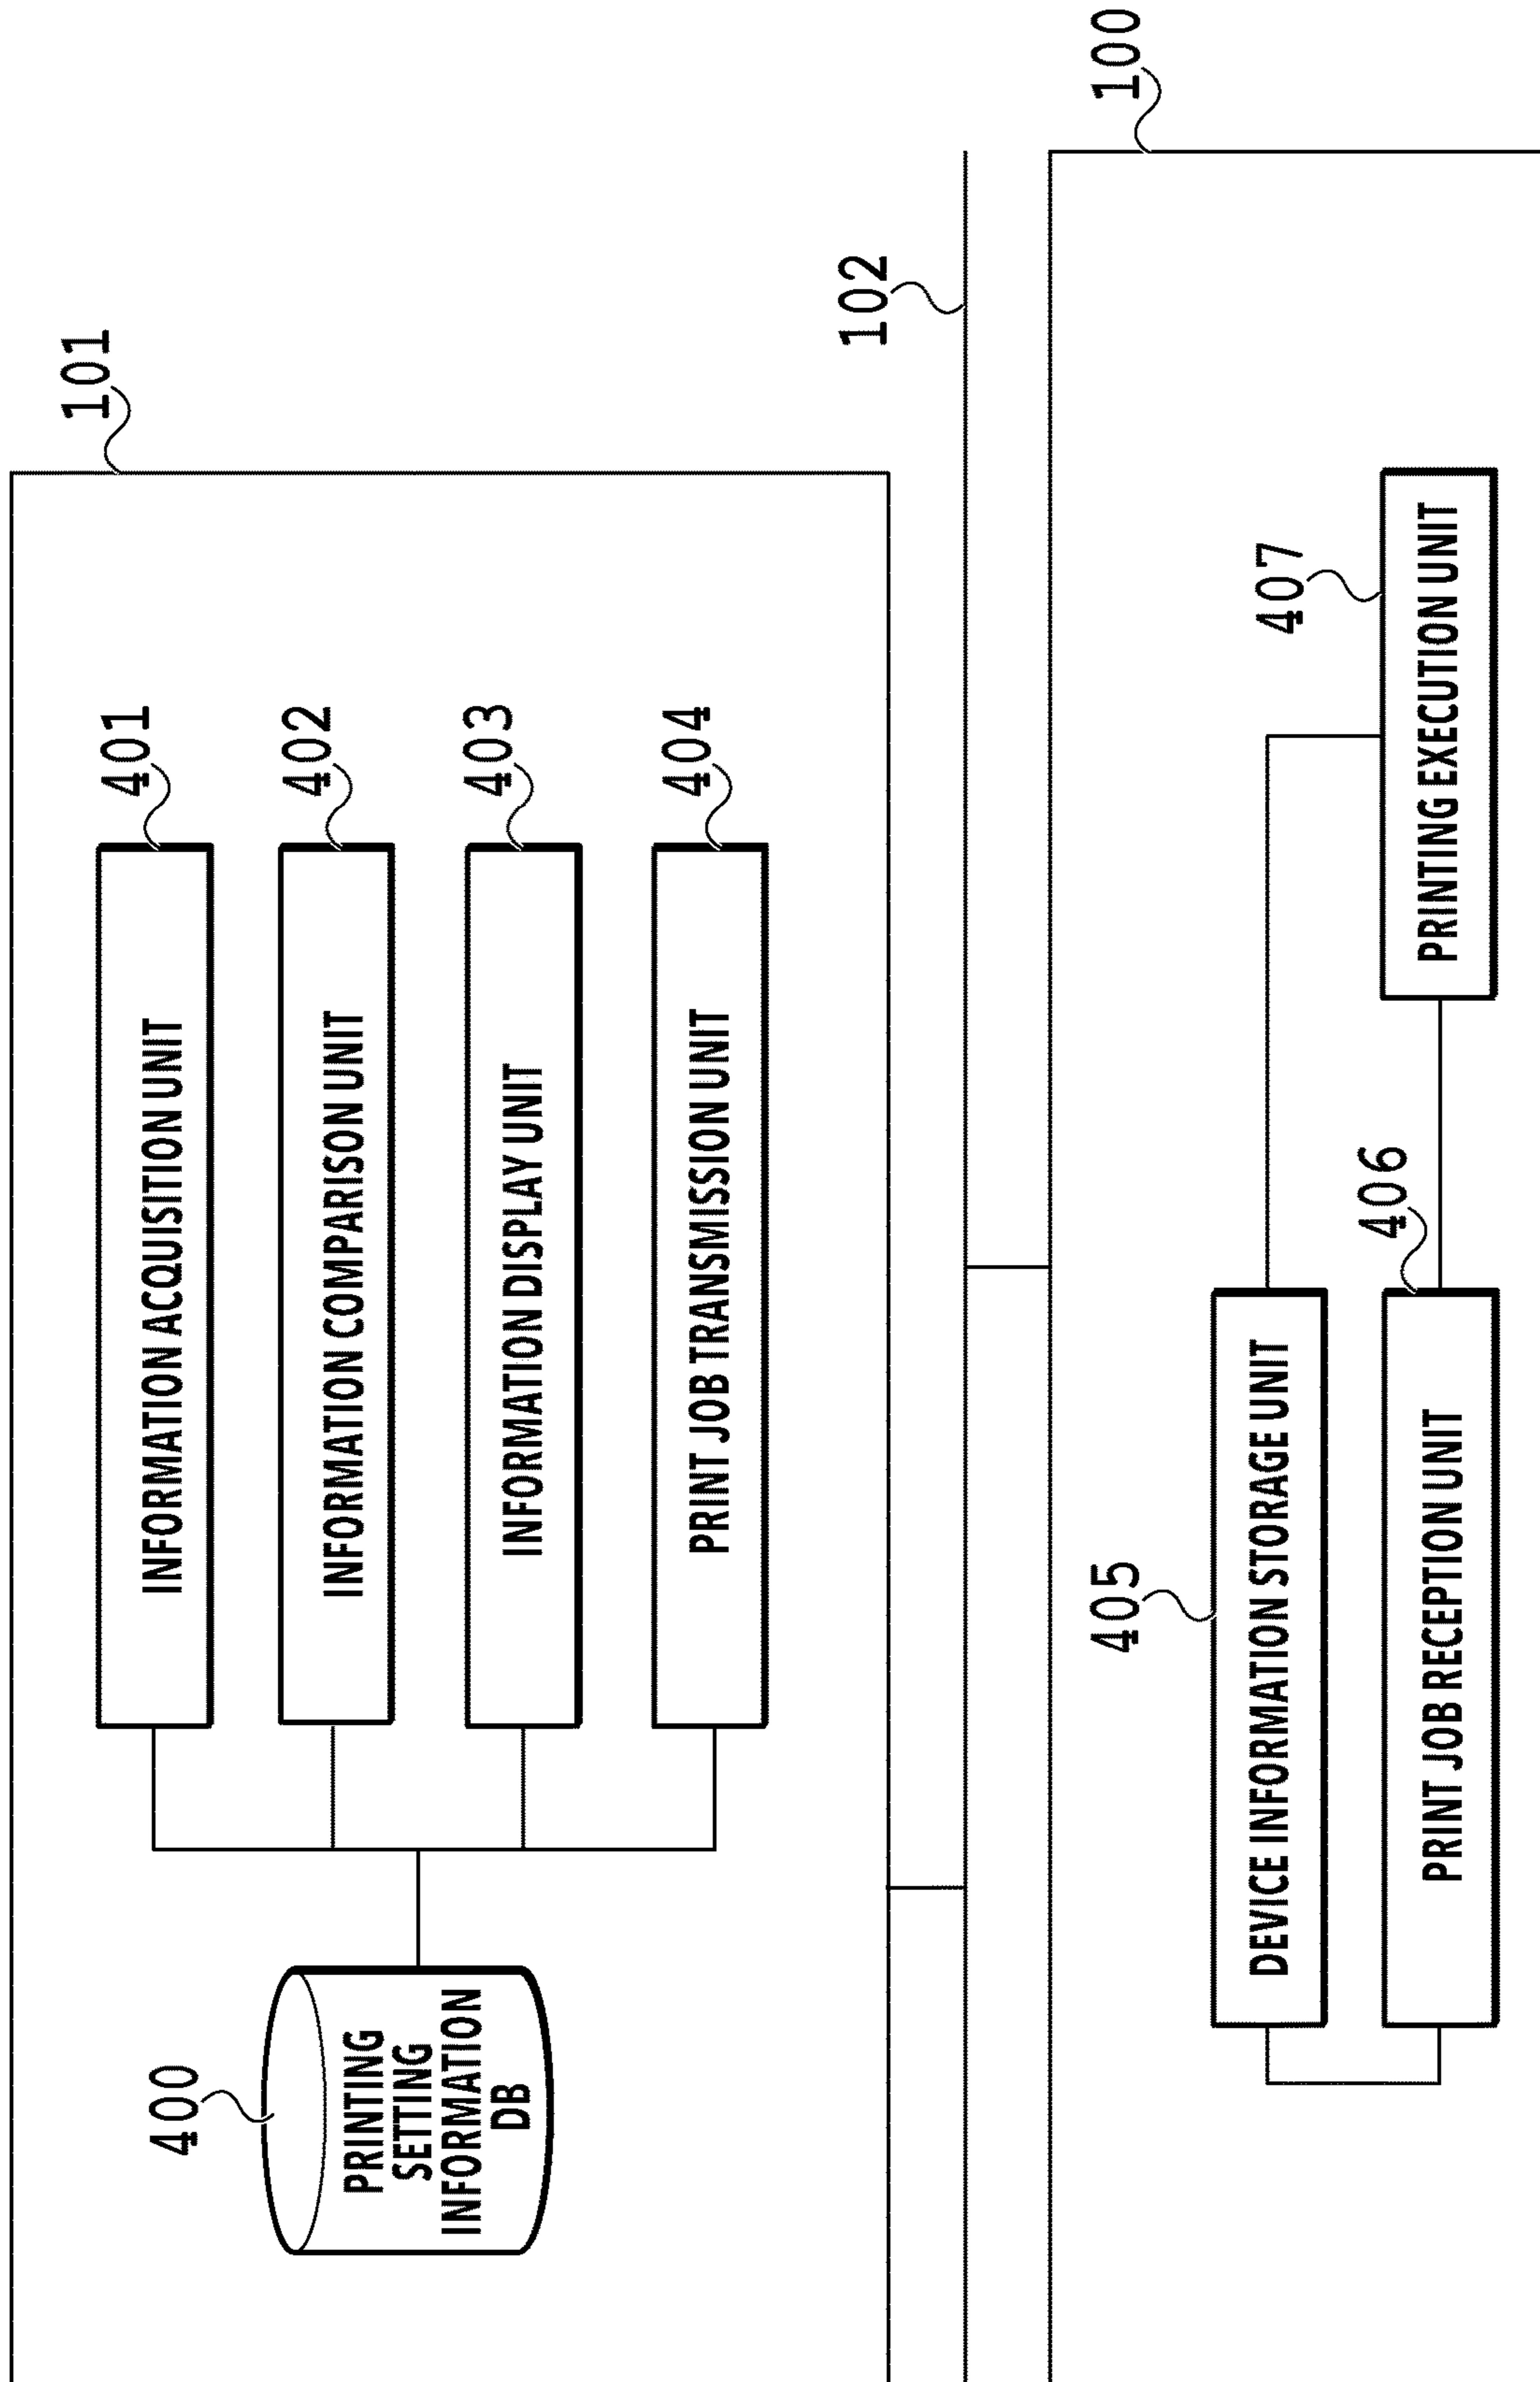 101
400
PRINTING
SETTING
INFORMATION
DB
401
INFORMATION ACQUISITION UNIT
402
INFORMATION COMPARISON UNIT
403
INFORMATION DISPLAY UNIT
404
PRINT JOB TRANSMISSION UNIT
102
100
405
DEVICE INFORMATION STORAGE UNIT
406
PRINT JOB RECEPTION UNIT
407
PRINTING EXECUTION UNIT